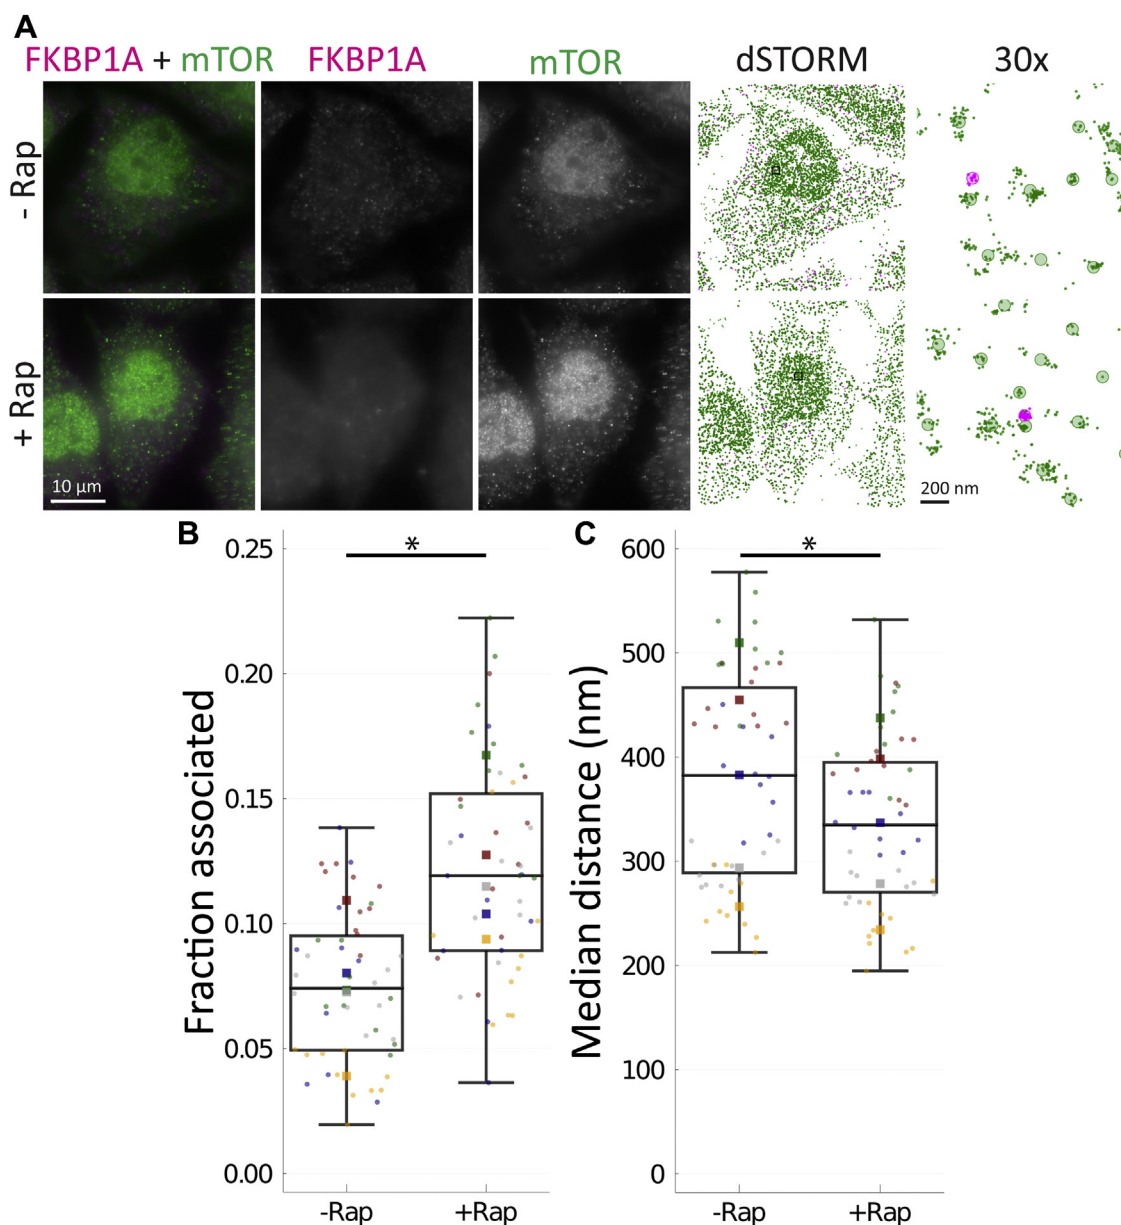 A
FKBP1A + mTOR FKBP1A mTOR dSTORM 30x
- Rap
+ Rap
10 µm
200 nm
B
Fraction associated
0.25
0.20
0.15
0.10
0.05
0.00
*
-Rap +Rap
C
Median distance (nm)
600
500
400
300
200
100
0
*
-Rap +Rap